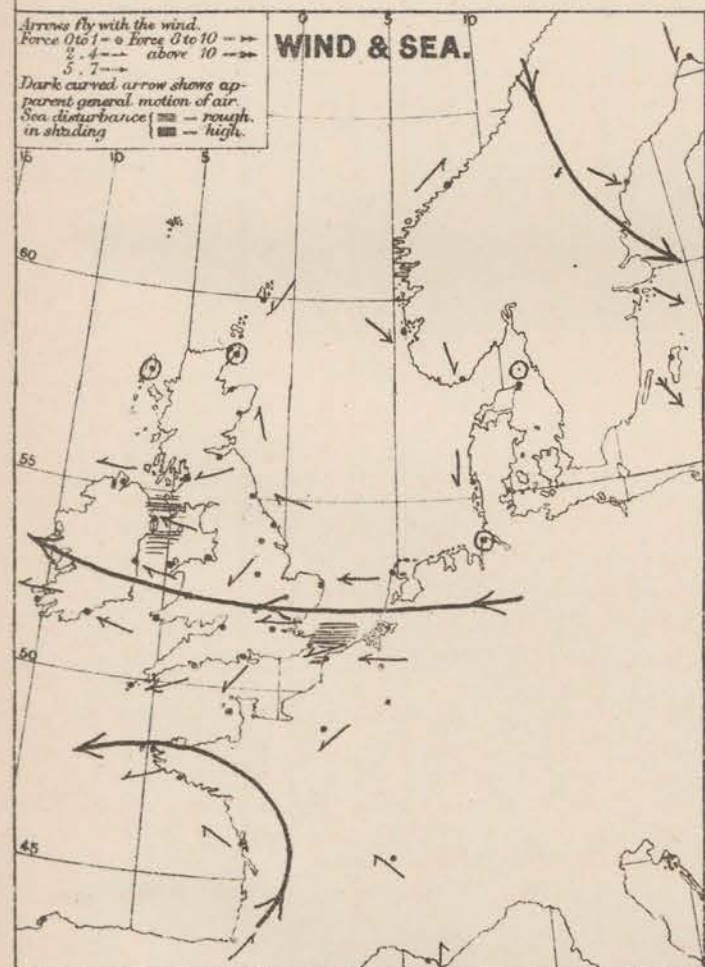 Arrows fly with the wind.
Force 0 to 1 - Force 8 to 10 -
2 . 4 - above 10 -
5 . 7 -
Dark curved arrow shows ap-
parent general motion of air.
Sea disturbance { - rough.
in shading { - high.
WIND & SEA.
15 10 5 0 5 10
60
55
50
45